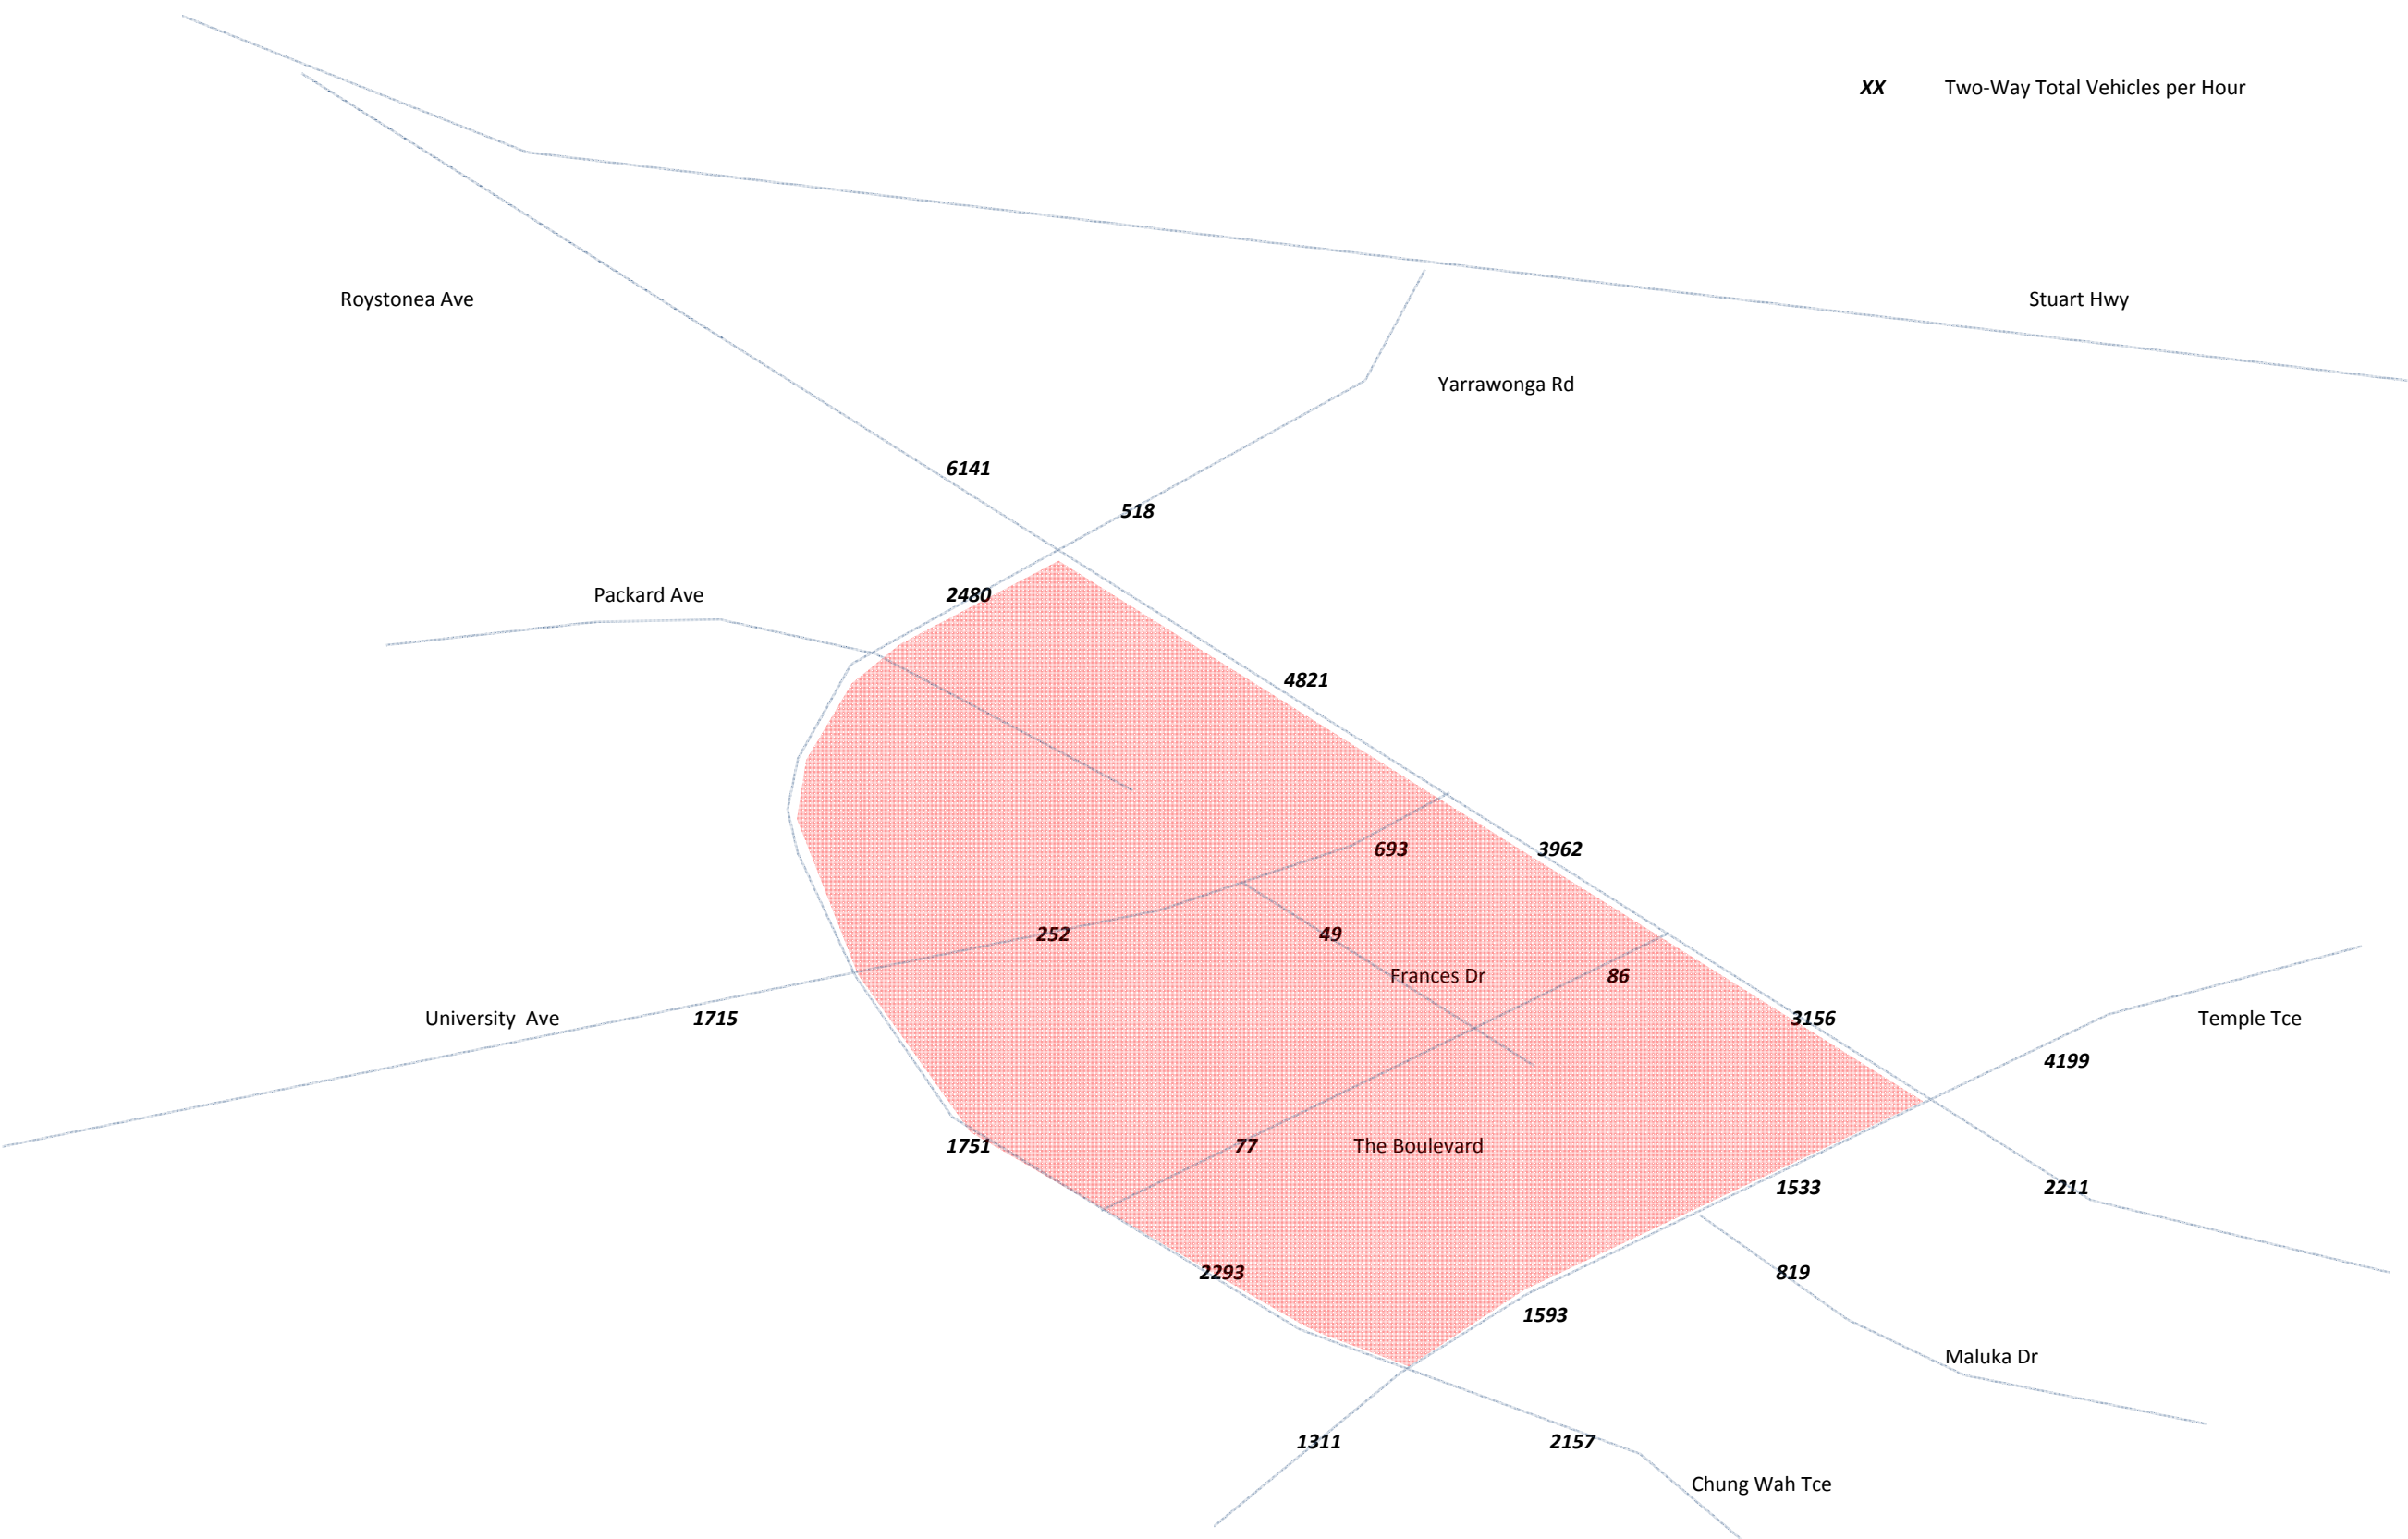 XX Two-Way Total Vehicles per Hour
Roystonea Ave
Stuart Hwy
Yarrawonga Rd
6141
518
Packard Ave
2480
4821
693
3962
252
49
Frances Dr
86
University Ave
1715
3156
Temple Tce
4199
1751
77
The Boulevard
1533
2211
2293
819
1593
Maluka Dr
1311
2157
Chung Wah Tce